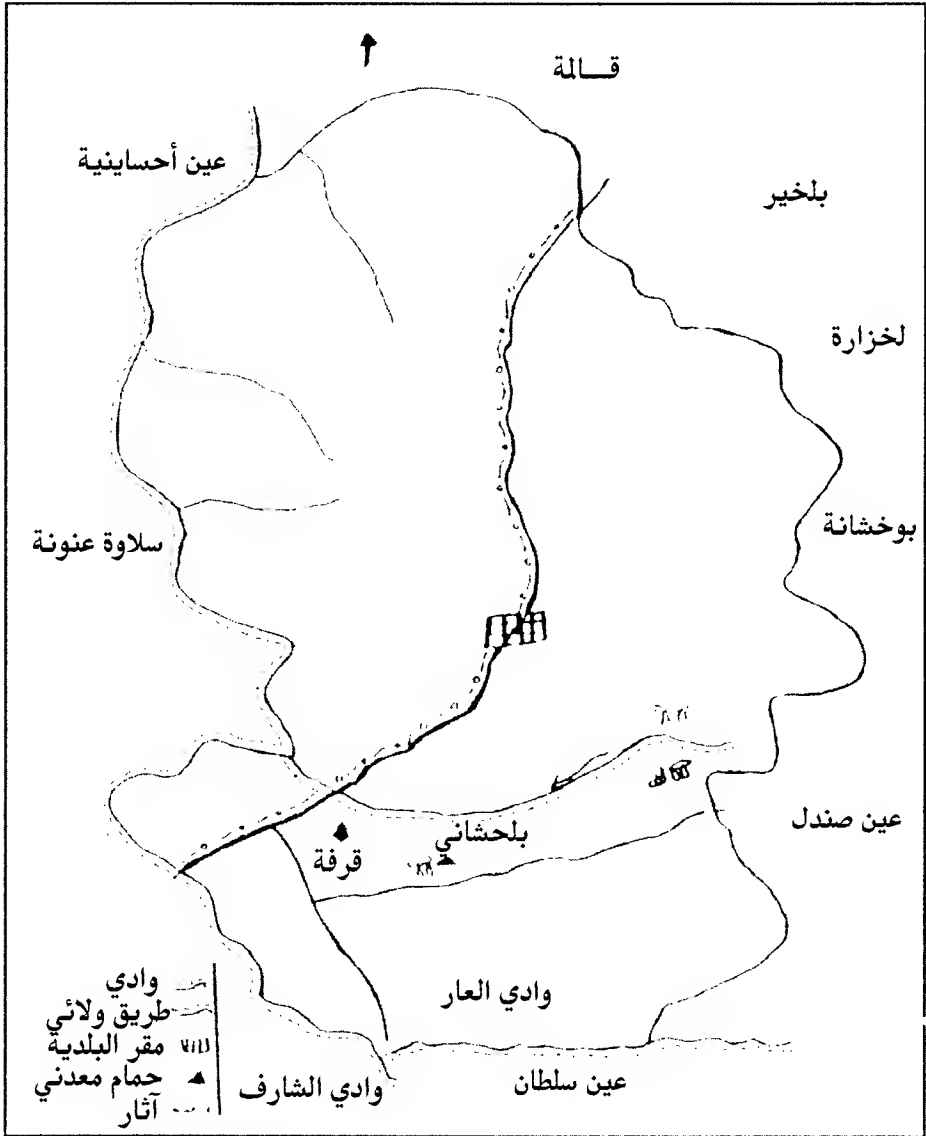 قــالمة
عين أحساينية
بلخير
لخزارة
بوخشانة
سلاوة عنونة
عين صندل
بلحشاني
قرفة
وادي العار
عين سلطان
وادي الشارف
وادي
طريق ولائي
مقر البلدية
حمام معدني
آثار